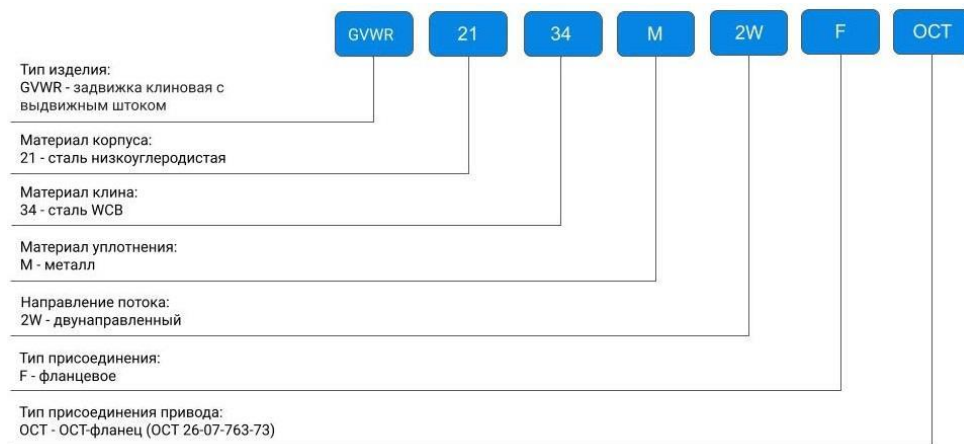 GVWR 21 34 M 2W F ОСТ
Тип изделия:
GVWR - задвижка клиновая с
выдвижным штоком
Материал корпуса:
21 - сталь низкоуглеродистая
Материал клина:
34 - сталь WCB
Материал уплотнения:
М - металл
Направление потока:
2W - двунаправленный
Тип присоединения:
F - фланцевое
Тип присоединения привода:
ОСТ - ОСТ-фланец (ОСТ 26-07-763-73)